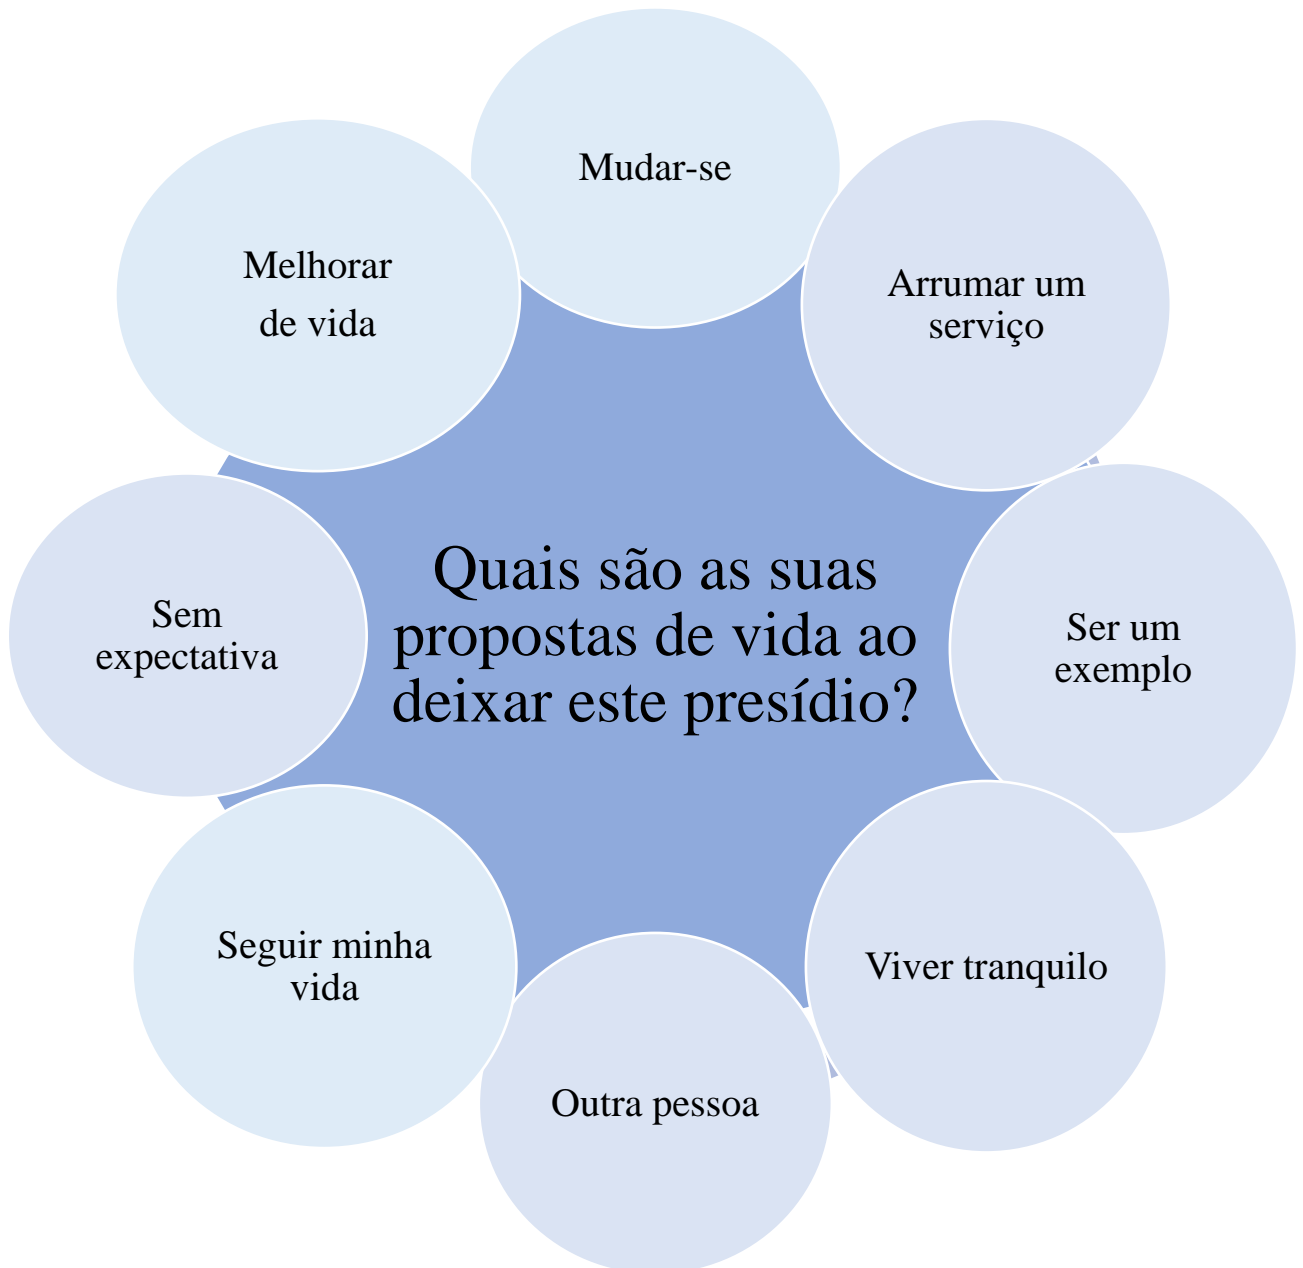 Mudar-se
Arrumar um
serviço
Ser um
exemplo
Viver tranquilo
Outra pessoa
Seguir minha
vida
Sem
expectativa
Melhorar
de vida
Quais são as suas
propostas de vida ao
deixar este presídio?